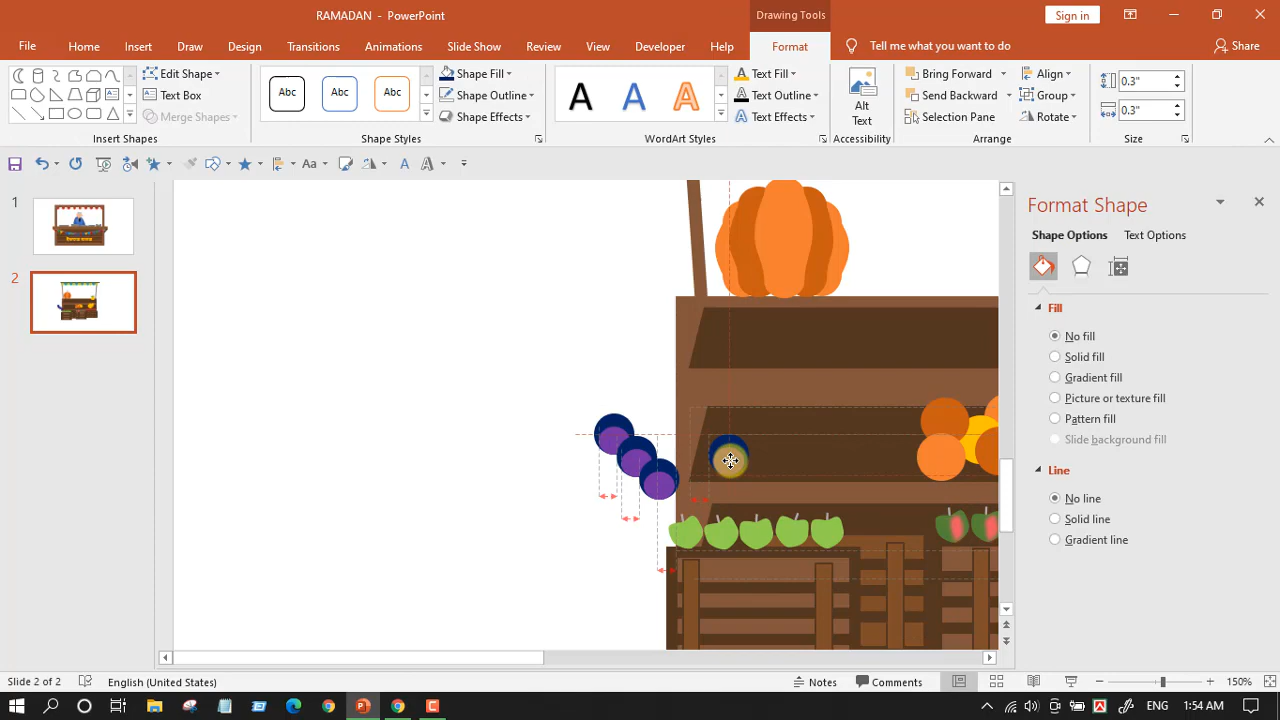 RAMADAN - PowerPoint
Drawing Tools
Sign in
File Home Insert Draw Design Transitions Animations Slide Show Review View Developer Help Format Tell me what you want to do Share
Edit Shape
Text Box
Merge Shapes
Insert Shapes
Abc Abc Abc
Shape Fill
Shape Outline
Shape Effects
Shape Styles
A A A
Text Fill
Text Outline
Text Effects
WordArt Styles
Alt
Text
Accessibility
Bring Forward
Send Backward
Selection Pane
Align
Group
Rotate
Arrange
0.3"
0.3"
Size
Aa A A
1
2
Format Shape
Shape Options Text Options
Fill
No fill
Solid fill
Gradient fill
Picture or texture fill
Pattern fill
Slide background fill
Line
No line
Solid line
Gradient line
Slide 2 of 2 English (United States) Notes Comments 150%
ENG 1:54 AM